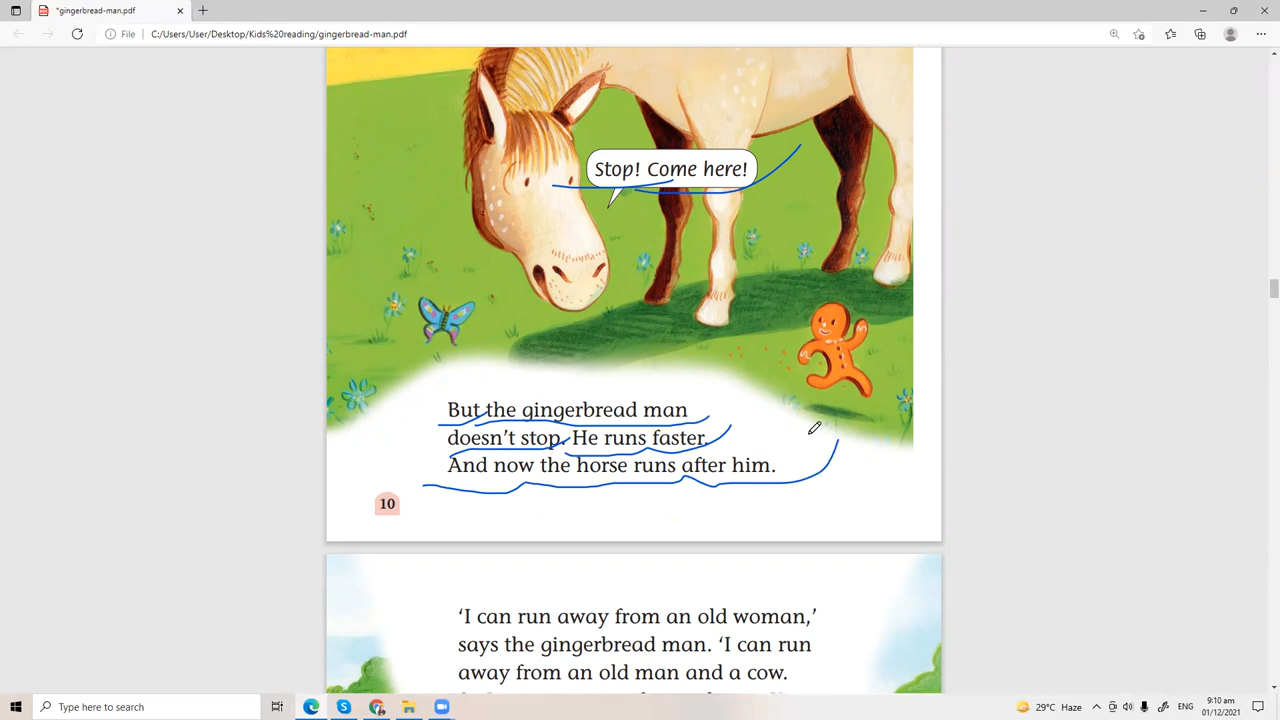 *gingerbread-man.pdf
File C:/Users/User/Desktop/Kids%20reading/gingerbread-man.pdf
Stop! Come here!
But the gingerbread man
doesn't stop. He runs faster.
And now the horse runs after him.
10
'I can run away from an old woman,'
says the gingerbread man. 'I can run
away from an old man and a cow.
Type here to search
29°C Haze
ENG
9:10 am
01/12/2021